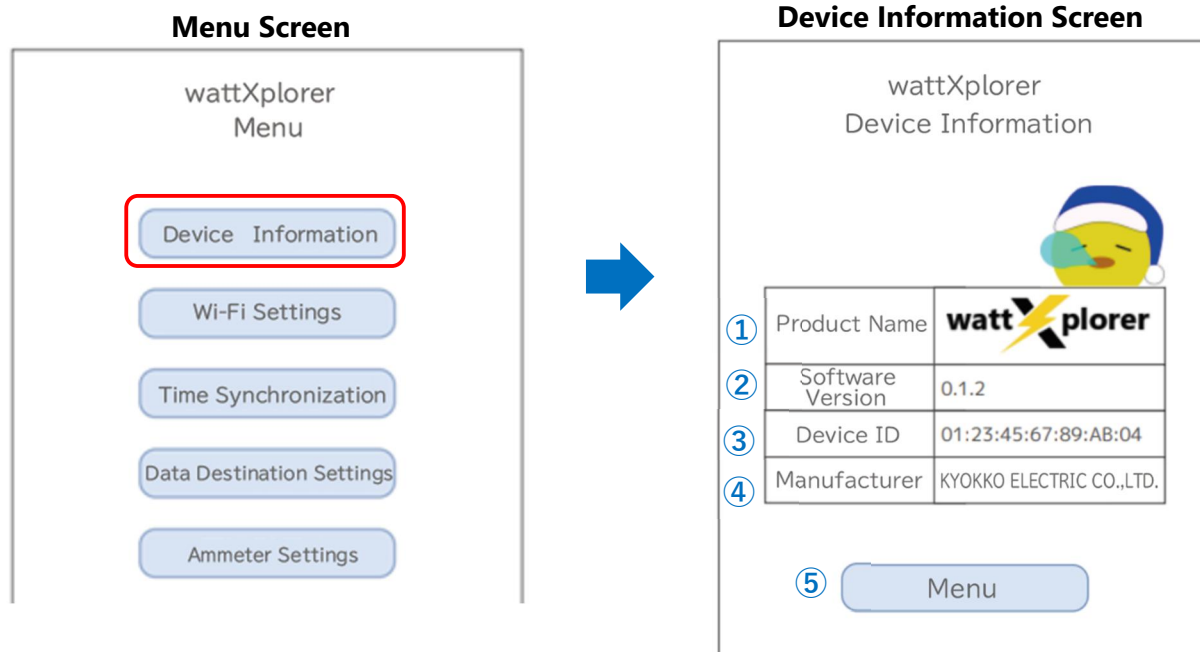 Menu Screen
wattXplorer
Menu
Device Information
Wi-Fi Settings
Time Synchronization
Data Destination Settings
Ammeter Settings
Device Information Screen
wattXplorer
Device Information
① Product Name wattXplorer
② Software
Version 0.1.2
③ Device ID 01:23:45:67:89:AB:04
④ Manufacturer KYOKKO ELECTRIC CO.,LTD.
⑤ Menu